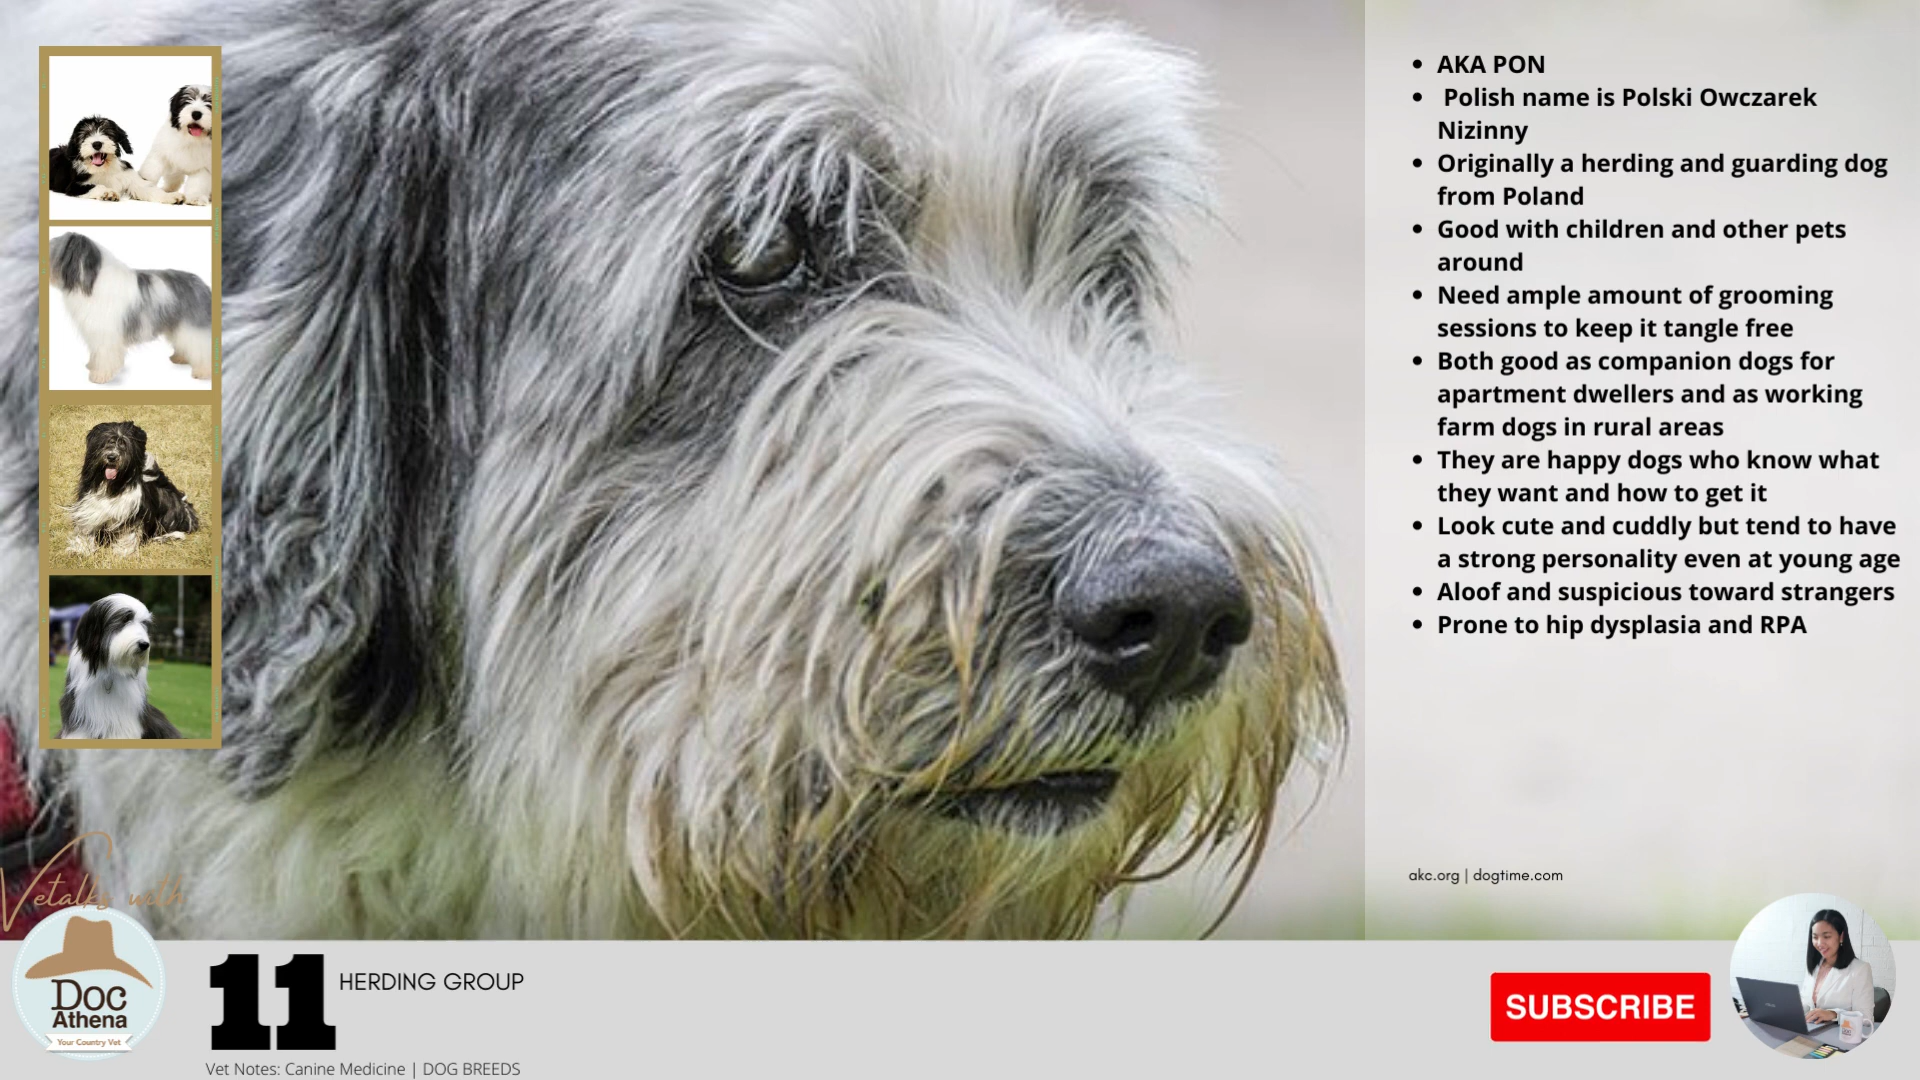 AKA PON
Polish name is Polski Owczarek
Nizinny
Originally a herding and guarding dog
from Poland
Good with children and other pets
around
Need ample amount of grooming
sessions to keep it tangle free
Both good as companion dogs for
apartment dwellers and as working
farm dogs in rural areas
They are happy dogs who know what
they want and how to get it
Look cute and cuddly but tend to have
a strong personality even at young age
Aloof and suspicious toward strangers
Prone to hip dysplasia and RPA
akc.org | dogtime.com
Vetalks with
Doc
Athena
Your Country Vet
11 HERDING GROUP
Vet Notes: Canine Medicine | DOG BREEDS
SUBSCRIBE